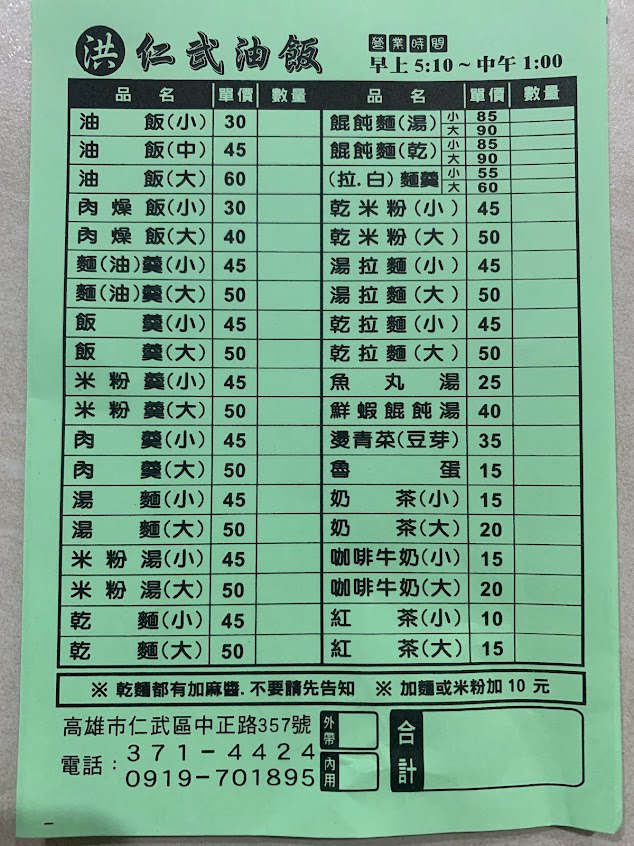 洪 仁武油飯
營業時間
早上 5:10～中午 1:00
品名 單價 數量 品名 單價 數量
油飯(小) 30 餛飩麵(湯) 小 85 大 90
油飯(中) 45 餛飩麵(乾) 小 85 大 90
油飯(大) 60 (拉.白)麵羹 小 55 大 60
肉燥飯(小) 30 乾米粉(小) 45
肉燥飯(大) 40 乾米粉(大) 50
麵(油)羹(小) 45 湯拉麵(小) 45
麵(油)羹(大) 50 湯拉麵(大) 50
飯羹(小) 45 乾拉麵(小) 45
飯羹(大) 50 乾拉麵(大) 50
米粉羹(小) 45 魚丸湯 25
米粉羹(大) 50 鮮蝦餛飩湯 40
肉羹(小) 45 燙青菜(豆芽) 35
肉羹(大) 50 魯蛋 15
湯麵(小) 45 奶茶(小) 15
湯麵(大) 50 奶茶(大) 20
米粉湯(小) 45 咖啡牛奶(小) 15
米粉湯(大) 50 咖啡牛奶(大) 20
乾麵(小) 45 紅茶(小) 10
乾麵(大) 50 紅茶(大) 15
※ 乾麵都有加麻醬.不要請先告知 ※ 加麵或米粉加 10 元
高雄市仁武區中正路357號
電話：371-4424
0919-701895
外帶
內用
合計